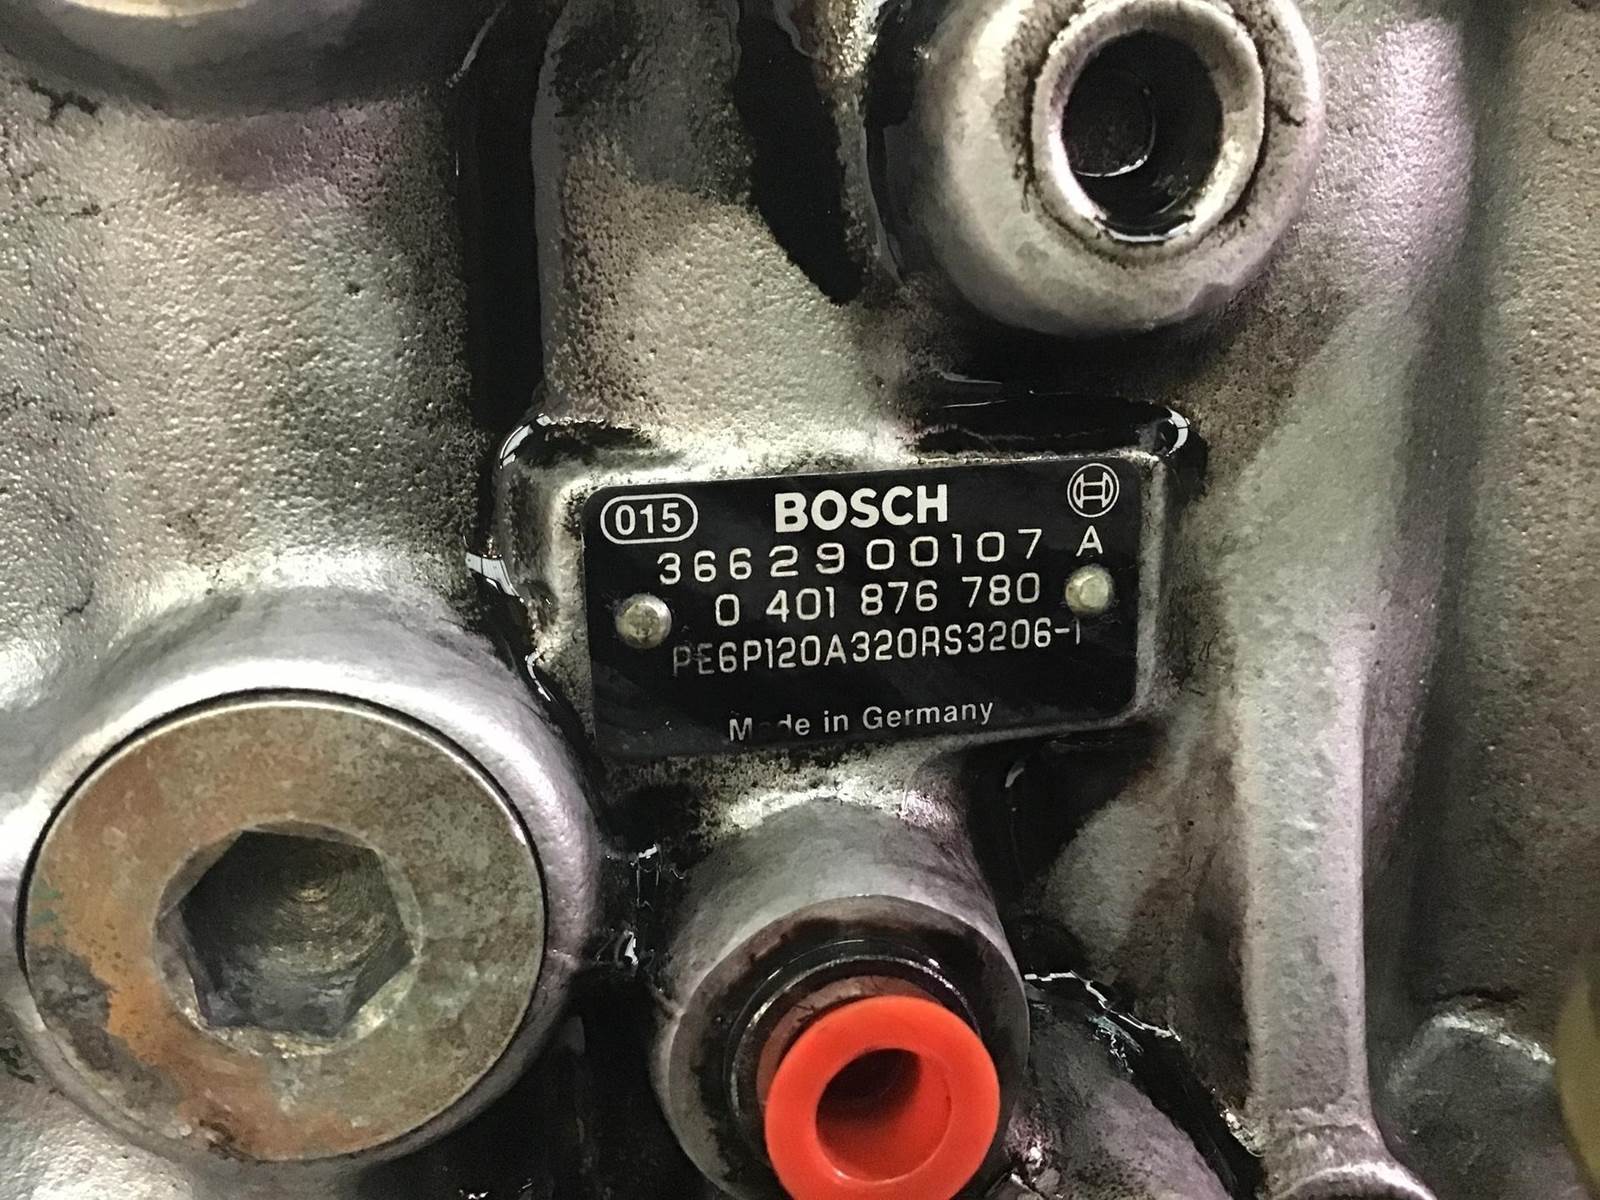 015 BOSCH
3662900107 A
0 401 876 780
PE6P120A320RS3206-1
Made in Germany